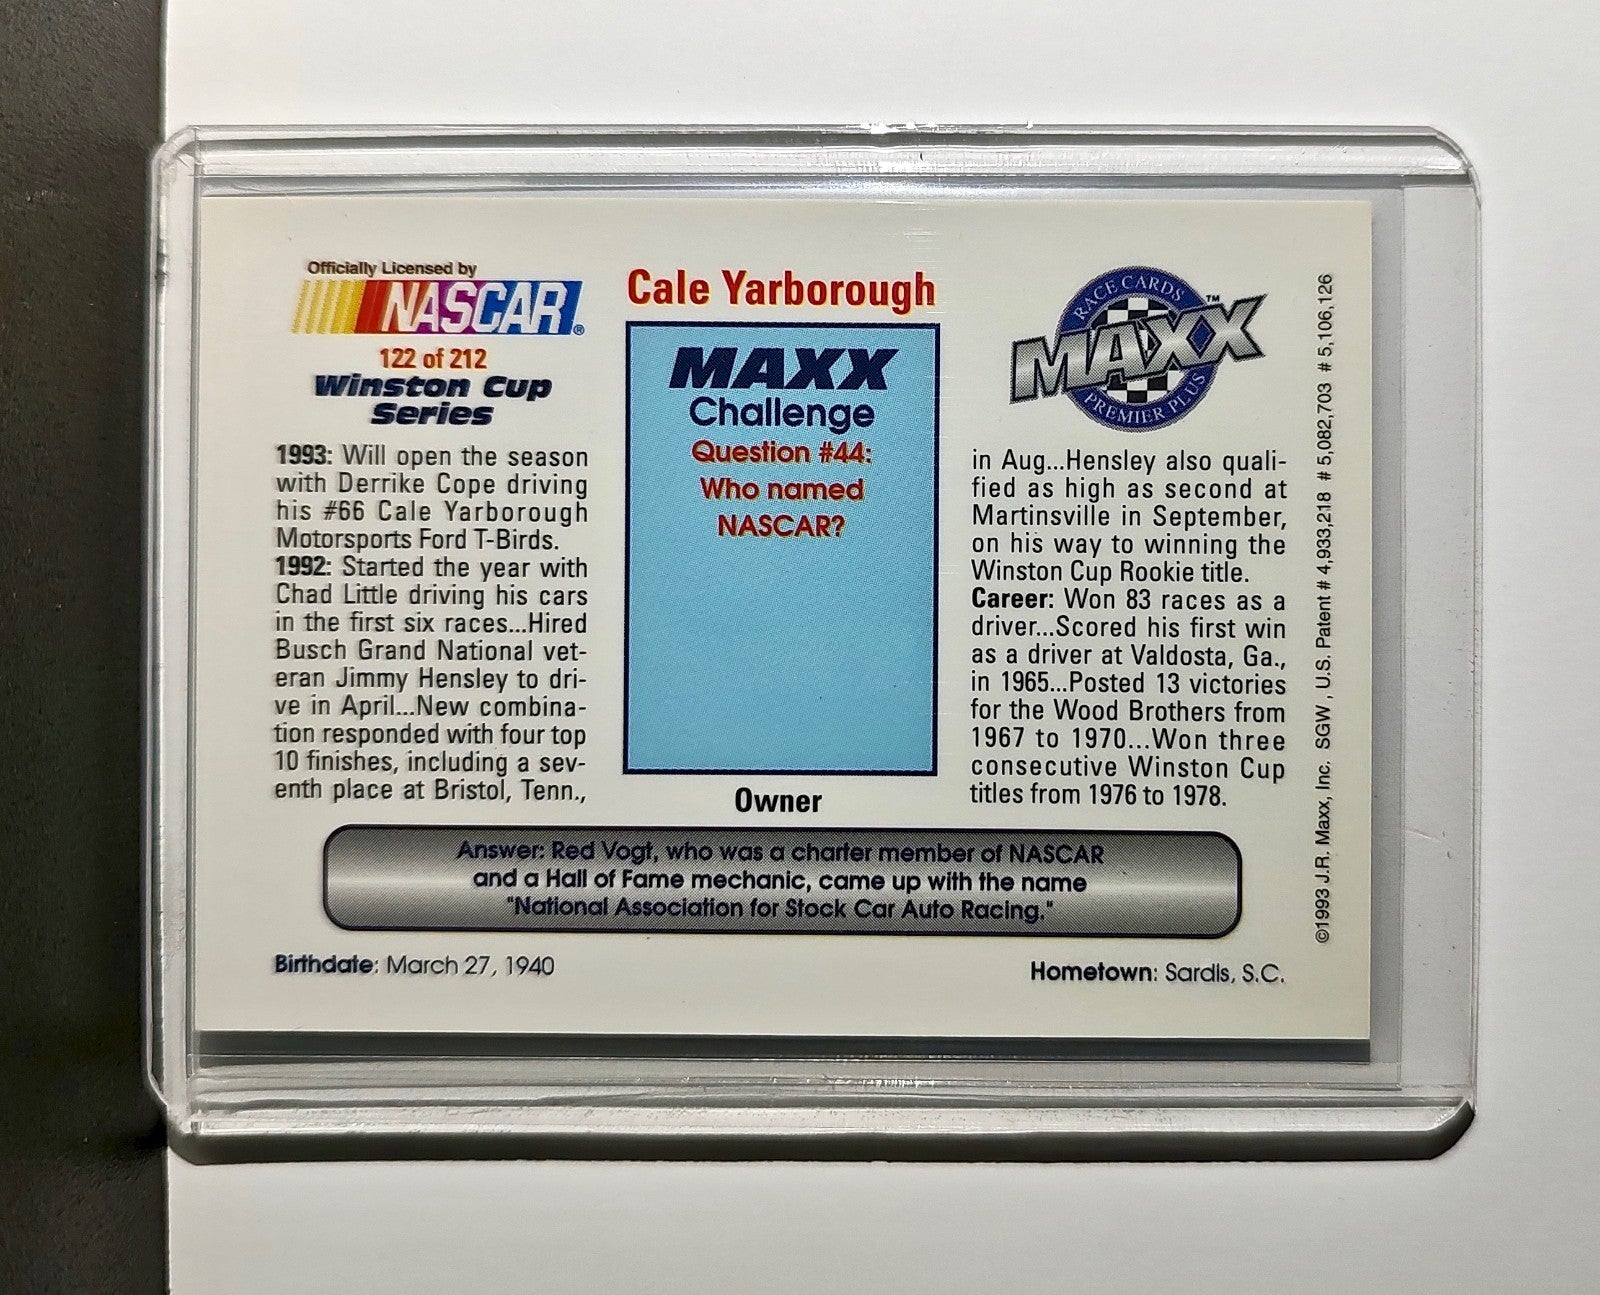 Officially Licensed by
NASCAR®
122 of 212
Winston Cup
Series
1993: Will open the season
with Derrike Cope driving
his #66 Cale Yarborough
Motorsports Ford T-Birds.
1992: Started the year with
Chad Little driving his cars
in the first six races...Hired
Busch Grand National vet-
eran Jimmy Hensley to dri-
ve in April...New combina-
tion responded with four top
10 finishes, including a sev-
enth place at Bristol, Tenn.,
Cale Yarborough
MAXX
Challenge
Question #44:
Who named
NASCAR?
Owner
RACE CARDS
MAXX™
PREMIER PLUS
in Aug...Hensley also quali-
fied as high as second at
Martinsville in September,
on his way to winning the
Winston Cup Rookie title.
Career: Won 83 races as a
driver...Scored his first win
as a driver at Valdosta, Ga.,
in 1965...Posted 13 victories
for the Wood Brothers from
1967 to 1970...Won three
consecutive Winston Cup
titles from 1976 to 1978.
Answer: Red Vogt, who was a charter member of NASCAR
and a Hall of Fame mechanic, came up with the name
"National Association for Stock Car Auto Racing."
Birthdate: March 27, 1940
Hometown: Sardis, S.C.
©1993 J.R. Maxx, Inc. SGW, U.S. Patent # 4,933,218 # 5,082,703 # 5,106,126